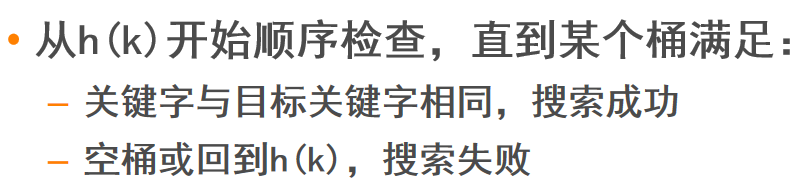 • 从h(k)开始顺序检查，直到某个桶满足：
– 关键字与目标关键字相同，搜索成功
– 空桶或回到h(k)，搜索失败